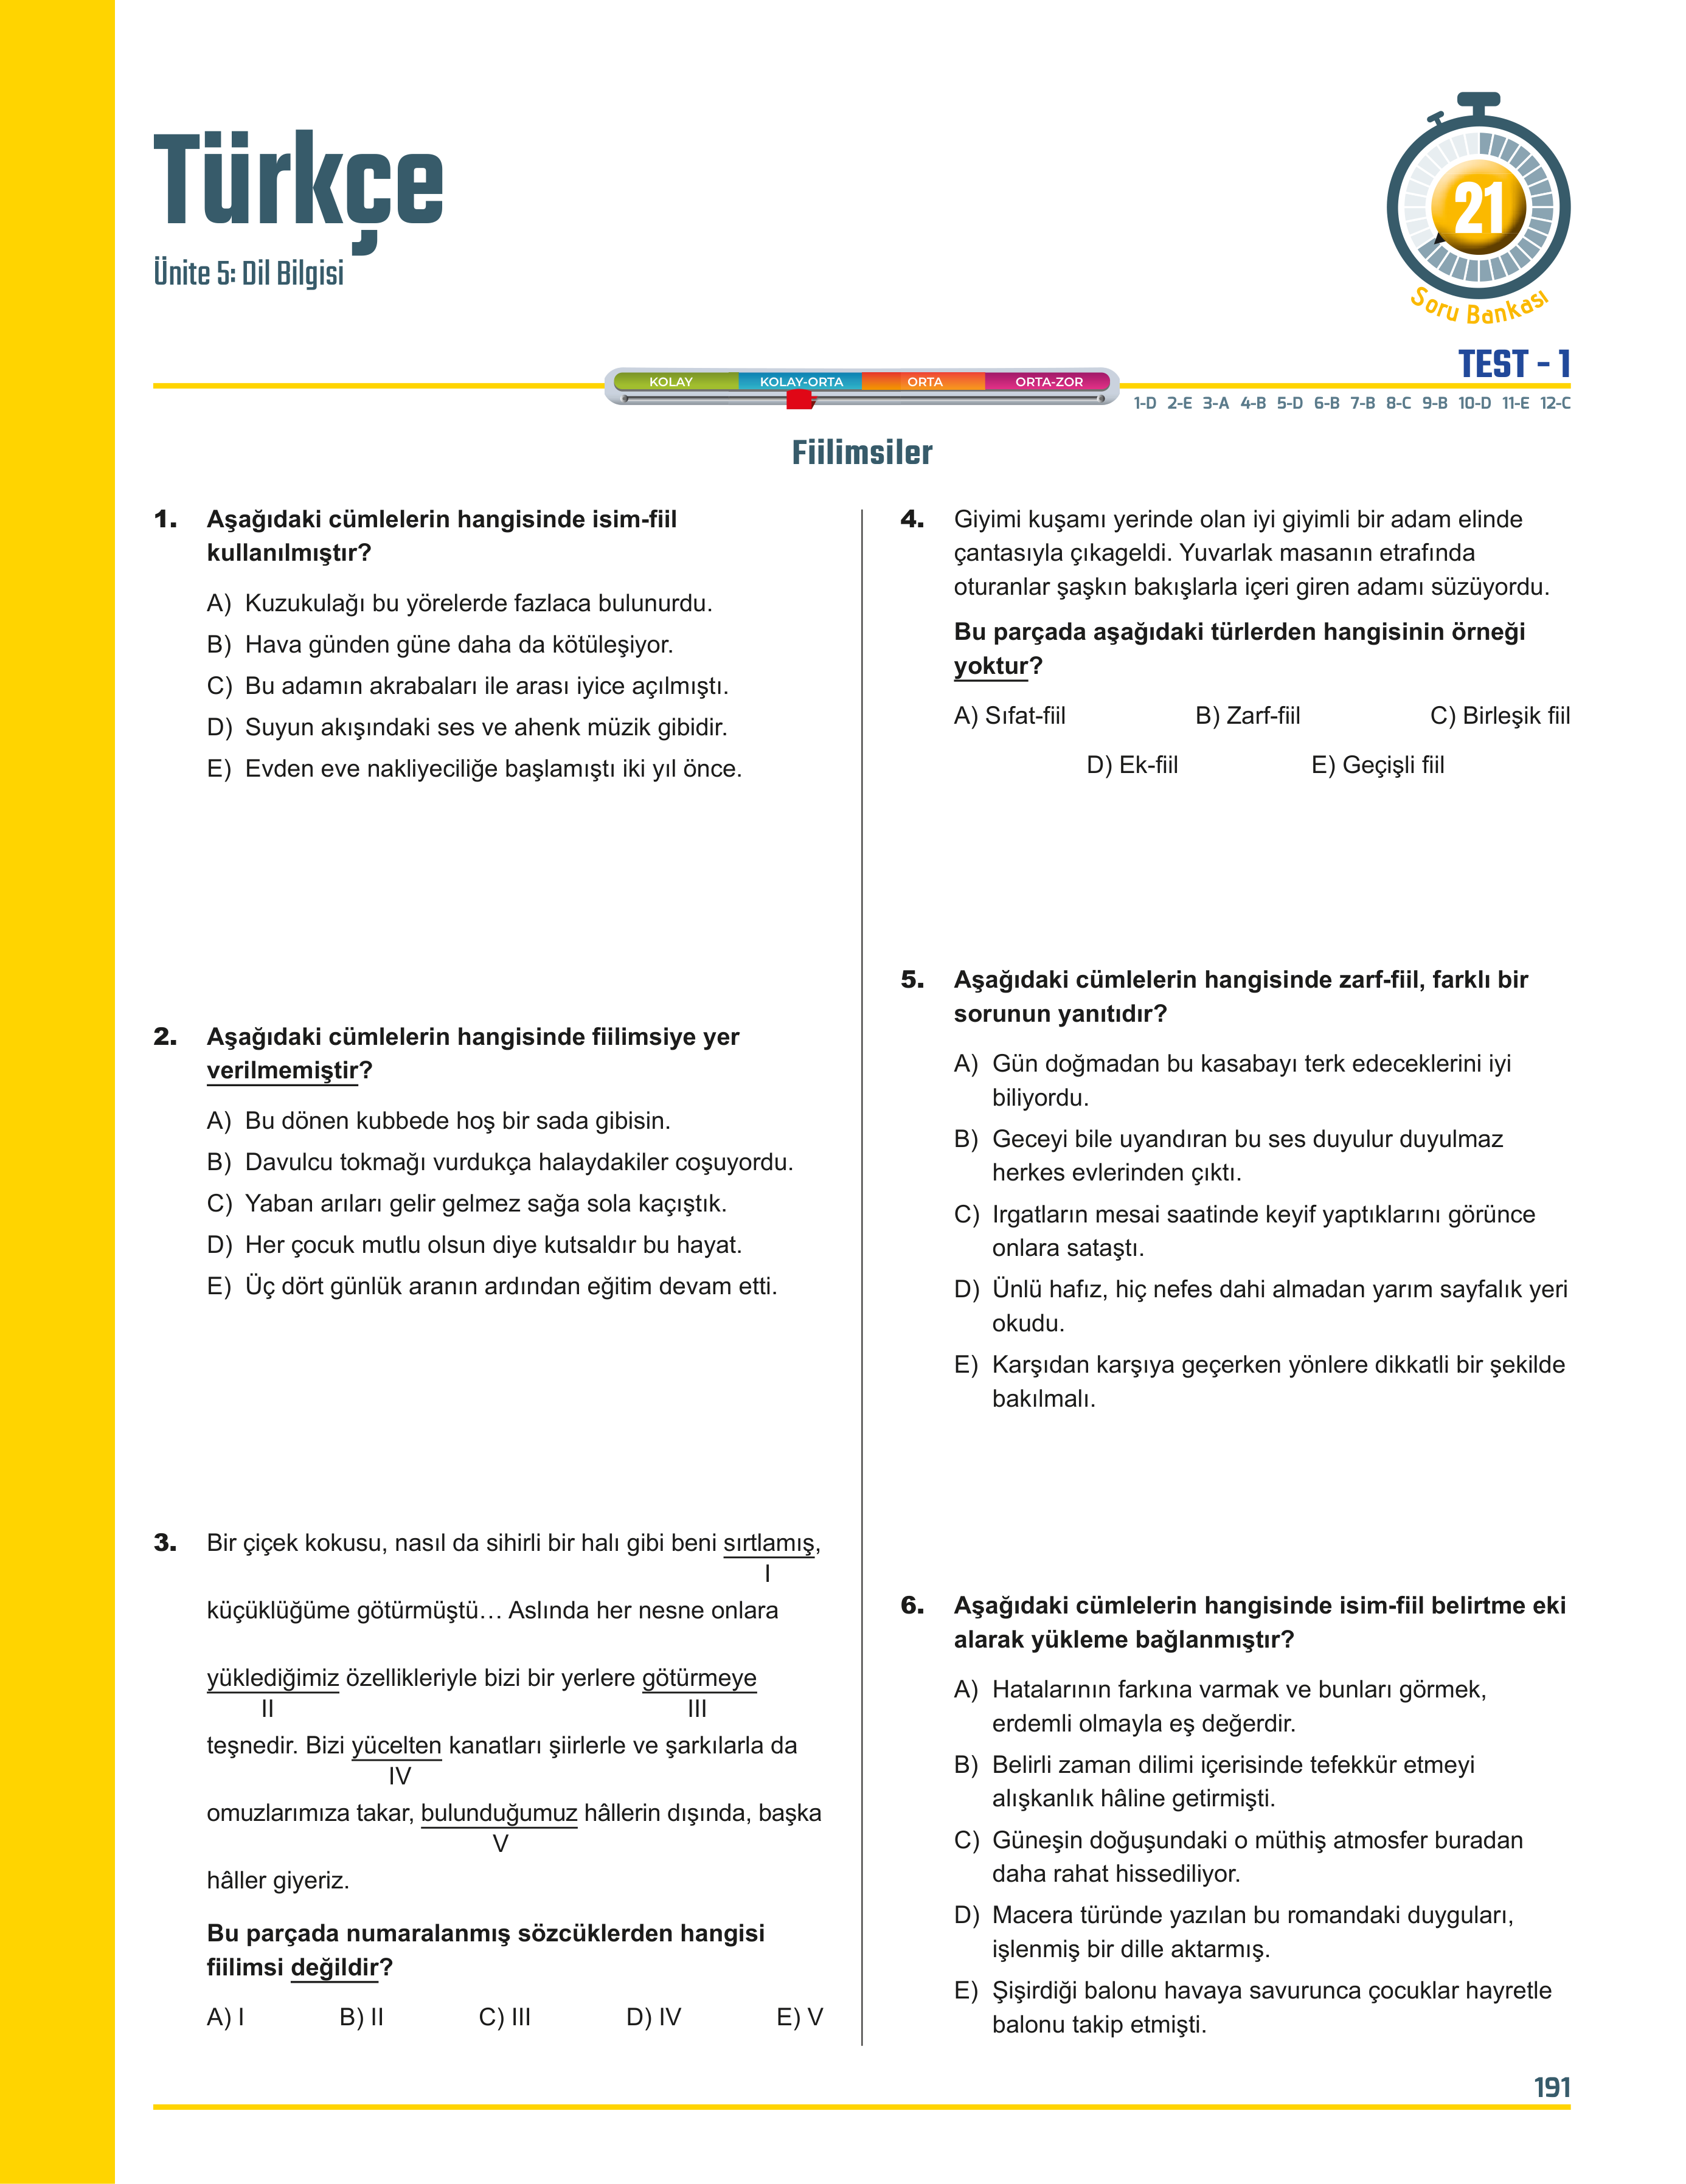 Türkçe
Ünite 5: Dil Bilgisi
21
Soru Bankası
TEST - 1
KOLAY KOLAY-ORTA ORTA ORTA-ZOR
1-D 2-E 3-A 4-B 5-D 6-B 7-B 8-C 9-B 10-D 11-E 12-C
Fiilimsiler
1. Aşağıdaki cümlelerin hangisinde isim-fiil
kullanılmıştır?
A) Kuzukulağı bu yörelerde fazlaca bulunurdu.
B) Hava günden güne daha da kötüleşiyor.
C) Bu adamın akrabaları ile arası iyice açılmıştı.
D) Suyun akışındaki ses ve ahenk müzik gibidir.
E) Evden eve nakliyeciliğe başlamıştı iki yıl önce.
2. Aşağıdaki cümlelerin hangisinde fiilimsiye yer
verilmemiştir?
A) Bu dönen kubbede hoş bir sada gibisin.
B) Davulcu tokmağı vurdukça halaydakiler coşuyordu.
C) Yaban arıları gelir gelmez sağa sola kaçıştık.
D) Her çocuk mutlu olsun diye kutsaldır bu hayat.
E) Üç dört günlük aranın ardından eğitim devam etti.
3. Bir çiçek kokusu, nasıl da sihirli bir halı gibi beni sırtlamış,
I
küçüklüğüme götürmüştü… Aslında her nesne onlara
yüklediğimiz özellikleriyle bizi bir yerlere götürmeye
II III
teşnedir. Bizi yücelten kanatları şiirlerle ve şarkılarla da
IV
omuzlarımıza takar, bulunduğumuz hâllerin dışında, başka
V
hâller giyeriz.
Bu parçada numaralanmış sözcüklerden hangisi
fiilimsi değildir?
A) I B) II C) III D) IV E) V
4. Giyimi kuşamı yerinde olan iyi giyimli bir adam elinde
çantasıyla çıkageldi. Yuvarlak masanın etrafında
oturanlar şaşkın bakışlarla içeri giren adamı süzüyordu.
Bu parçada aşağıdaki türlerden hangisinin örneği
yoktur?
A) Sıfat-fiil B) Zarf-fiil C) Birleşik fiil
D) Ek-fiil E) Geçişli fiil
5. Aşağıdaki cümlelerin hangisinde zarf-fiil, farklı bir
sorunun yanıtıdır?
A) Gün doğmadan bu kasabayı terk edeceklerini iyi
biliyordu.
B) Geceyi bile uyandıran bu ses duyulur duyulmaz
herkes evlerinden çıktı.
C) Irgatların mesai saatinde keyif yaptıklarını görünce
onlara sataştı.
D) Ünlü hafız, hiç nefes dahi almadan yarım sayfalık yeri
okudu.
E) Karşıdan karşıya geçerken yönlere dikkatli bir şekilde
bakılmalı.
6. Aşağıdaki cümlelerin hangisinde isim-fiil belirtme eki
alarak yükleme bağlanmıştır?
A) Hatalarının farkına varmak ve bunları görmek,
erdemli olmayla eş değerdir.
B) Belirli zaman dilimi içerisinde tefekkür etmeyi
alışkanlık hâline getirmişti.
C) Güneşin doğuşundaki o müthiş atmosfer buradan
daha rahat hissediliyor.
D) Macera türünde yazılan bu romandaki duyguları,
işlenmiş bir dille aktarmış.
E) Şişirdiği balonu havaya savurunca çocuklar hayretle
balonu takip etmişti.
191